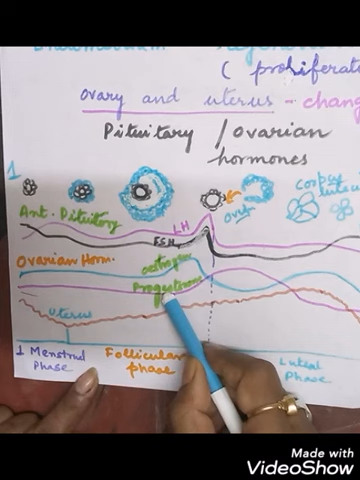 ( proliferat
ovary and uterus - chang
Pituitary / Ovarian
hormones
1
Corpus
luteu
Ovu
Ant. Pituitary
LH
FSH
Ovarian Horm.
oestrogen
Progesterone
Uterus
1 Menstrual
Phase
Follicular
phase
Luteal
Phase
Made with
VideoShow